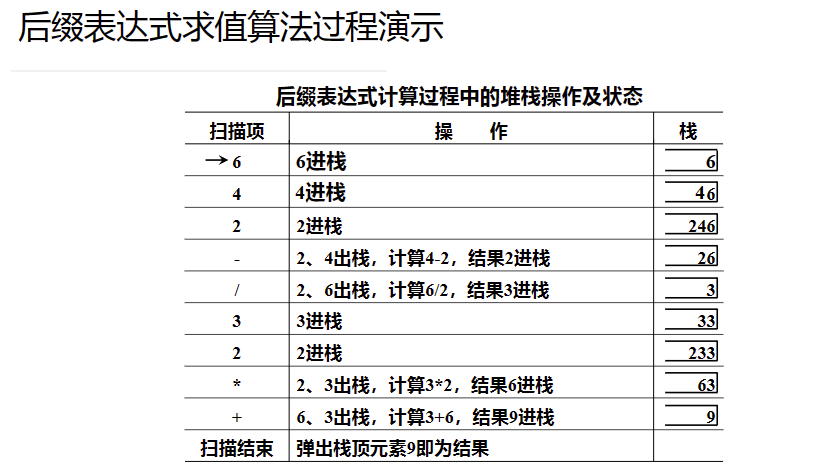 后缀表达式求值算法过程演示
后缀表达式计算过程中的堆栈操作及状态
扫描项 操 作 栈
→6 6进栈 6
4 4进栈 46
2 2进栈 246
- 2、4出栈，计算4-2，结果2进栈 26
/ 2、6出栈，计算6/2，结果3进栈 3
3 3进栈 33
2 2进栈 233
* 2、3出栈，计算3*2，结果6进栈 63
+ 6、3出栈，计算3+6，结果9进栈 9
扫描结束 弹出栈顶元素9即为结果